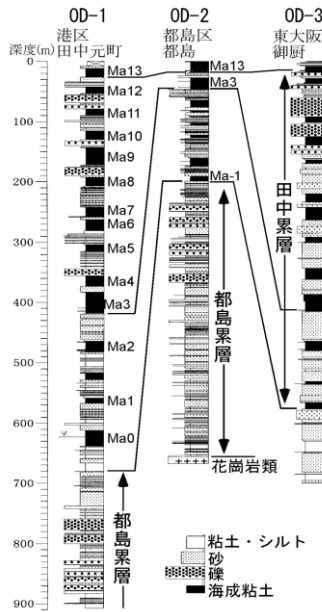 OD-1
港区
田中元町
OD-2
都島区
都島
OD-3
東大阪
御厨
深度(m)
0
100
200
300
400
500
600
700
800
900
Ma13
Ma12
Ma11
Ma10
Ma9
Ma8
Ma7
Ma6
Ma5
Ma4
Ma3
Ma2
Ma1
Ma0
都島累層
Ma13
Ma3
Ma-1
都島累層
花崗岩類
田中累層
粘土・シルト
砂
礫
海成粘土